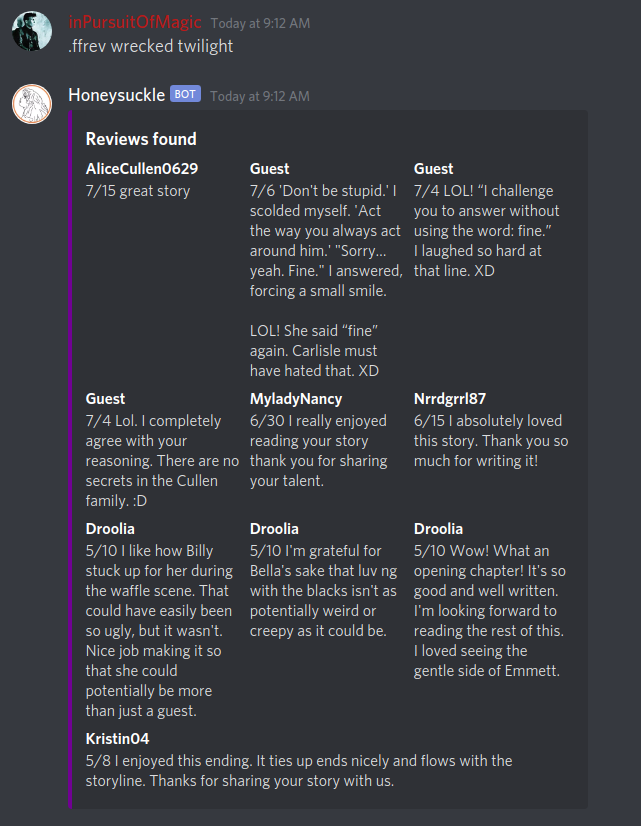 inPursuitOfMagic Today at 9:12 AM
.ffrev wrecked twilight
Honeysuckle BOT Today at 9:12 AM
Reviews found
AliceCullen0629
7/15 great story
Guest
7/6 'Don't be stupid.' I
scolded myself. 'Act
the way you always act
around him.' "Sorry...
yeah. Fine." I answered,
forcing a small smile.
LOL! She said “fine”
again. Carlisle must
have hated that. XD
Guest
7/4 LOL! “I challenge
you to answer without
using the word: fine.”
I laughed so hard at
that line. XD
Guest
7/4 Lol. I completely
agree with your
reasoning. There are no
secrets in the Cullen
family. :D
MyladyNancy
6/30 I really enjoyed
reading your story
thank you for sharing
your talent.
Nrrdgrrl87
6/15 I absolutely loved
this story. Thank you so
much for writing it!
Droolia
5/10 I like how Billy
stuck up for her during
the waffle scene. That
could have easily been
so ugly, but it wasn't.
Nice job making it so
that she could
potentially be more
than just a guest.
Droolia
5/10 I'm grateful for
Bella's sake that luv ng
with the blacks isn't as
potentially weird or
creepy as it could be.
Droolia
5/10 Wow! What an
opening chapter! It's so
good and well written.
I'm looking forward to
reading the rest of this.
I loved seeing the
gentle side of Emmett.
Kristin04
5/8 I enjoyed this ending. It ties up ends nicely and flows with the
storyline. Thanks for sharing your story with us.